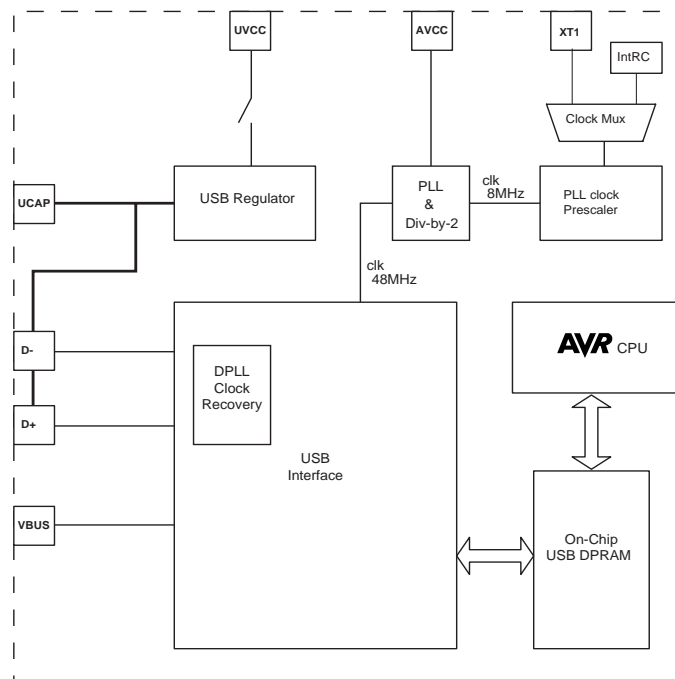 UVCC
AVCC
XT1
IntRC
Clock Mux
UCAP
USB Regulator
PLL
&
Div-by-2
clk
8MHz
PLL clock
Prescaler
clk
48MHz
D-
DPLL
Clock
Recovery
AVR CPU
D+
USB
Interface
VBUS
On-Chip
USB DPRAM